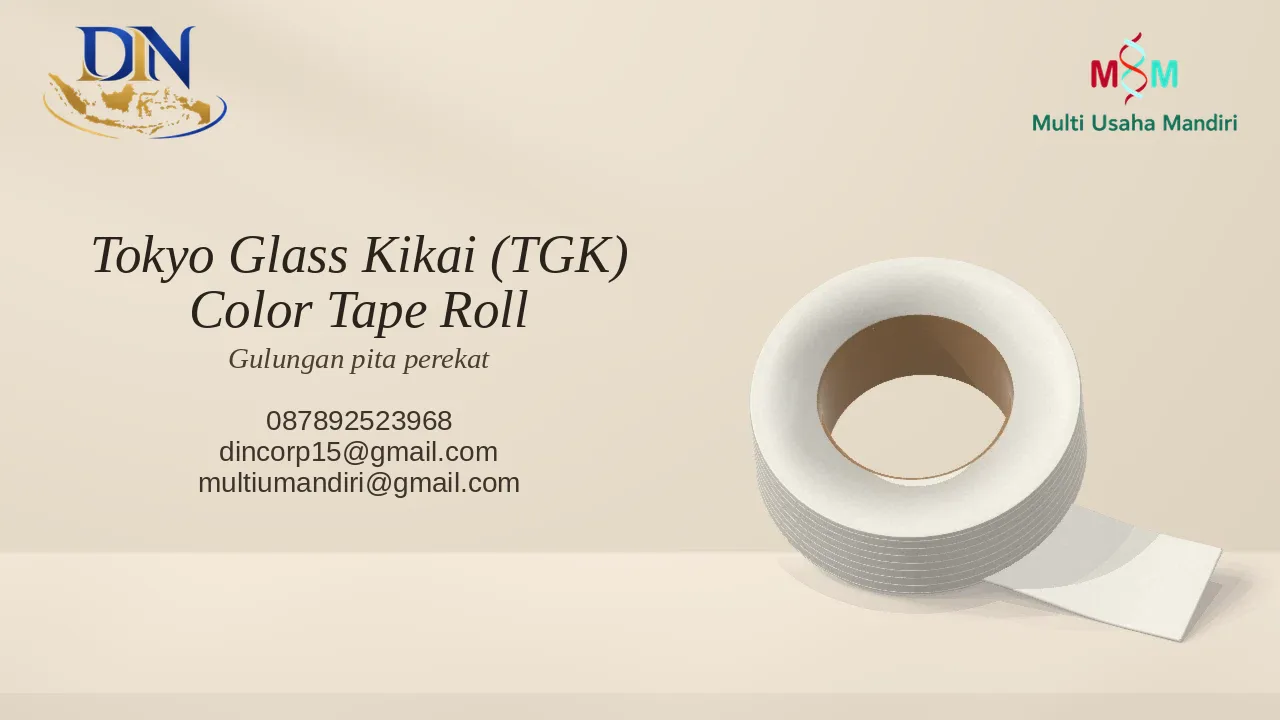 DIN
M M
Multi Usaha Mandiri
Tokyo Glass Kikai (TGK)
Color Tape Roll
Gulungan pita perekat
087892523968
dincorp15@gmail.com
multiumandiri@gmail.com